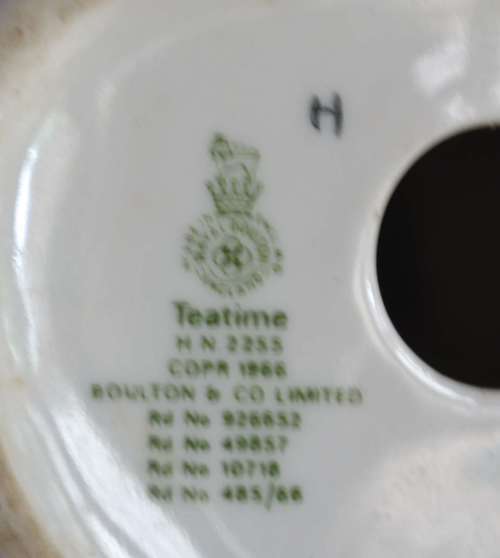 H
Teatime
H N 2255
COPR 1966
DOULTON & CO LIMITED
Rd No 926652
Rd No 49857
Rd No 10718
Rd No 485/66